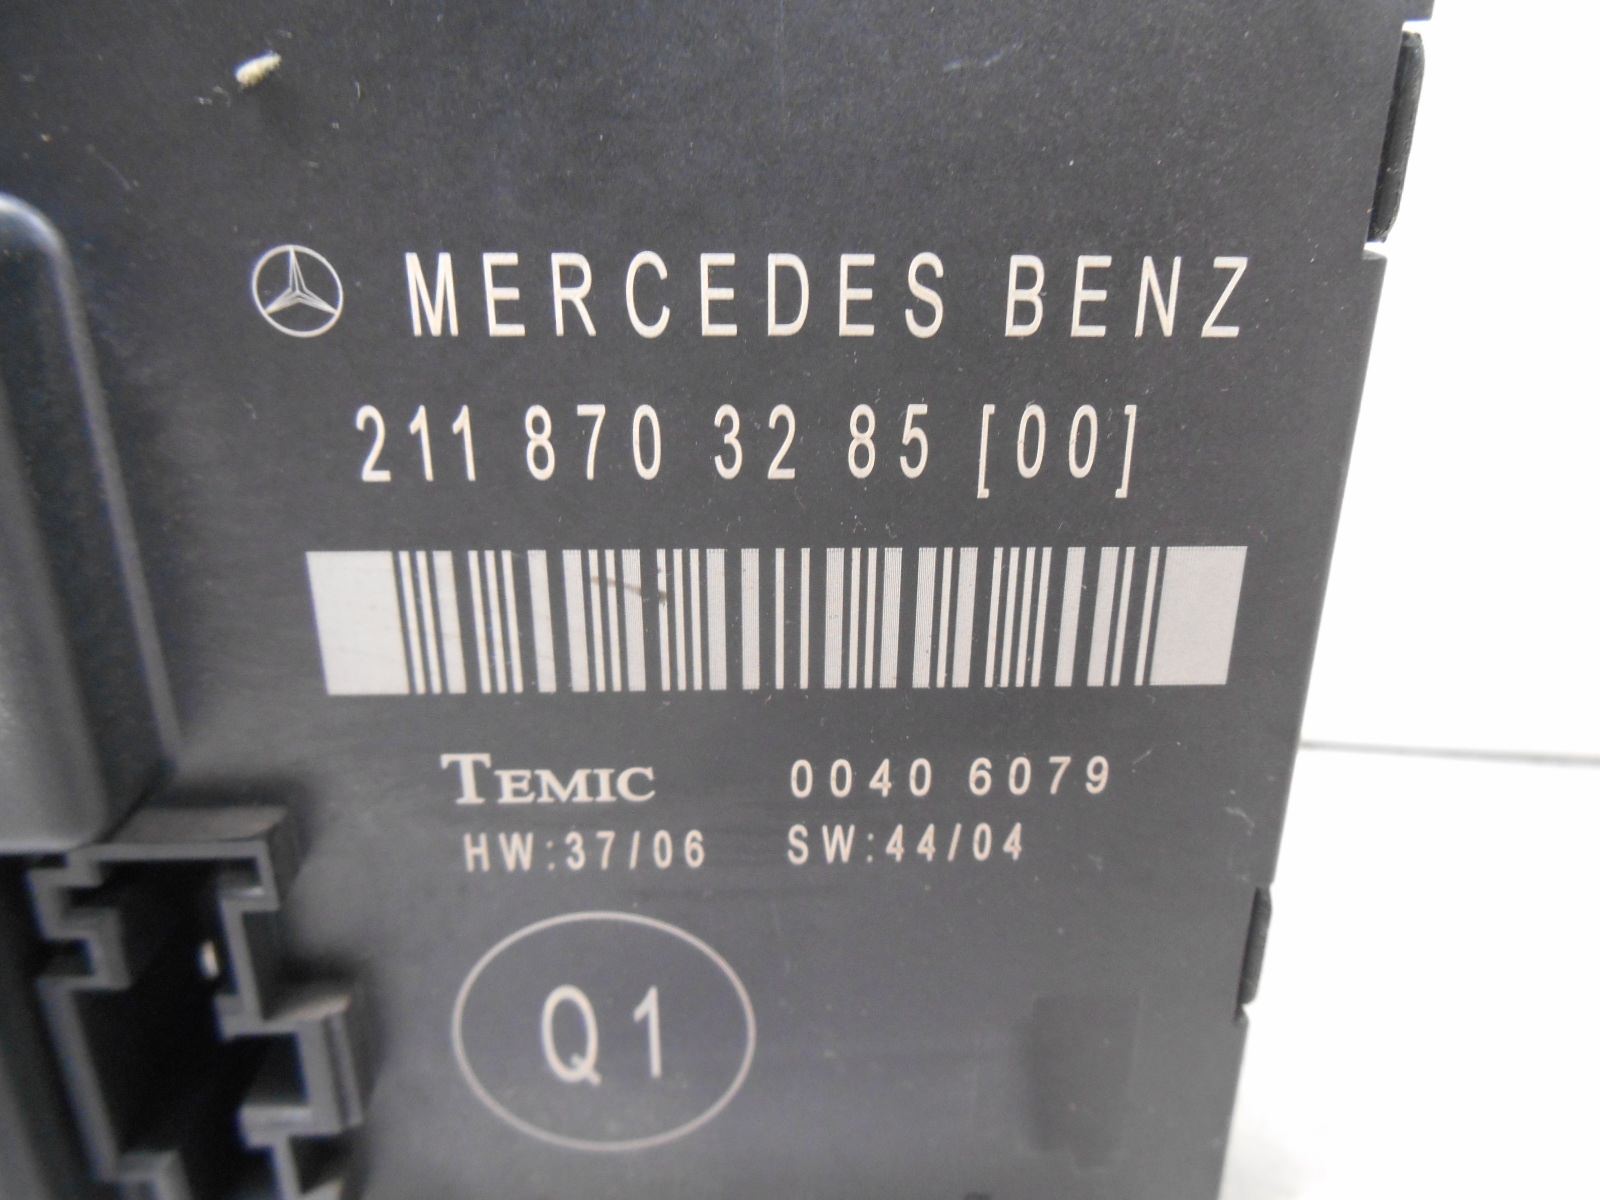 MERCEDES BENZ
211 870 32 85 [00]
TEMIC 0040 6079
HW:37/06 SW:44/04
Q1